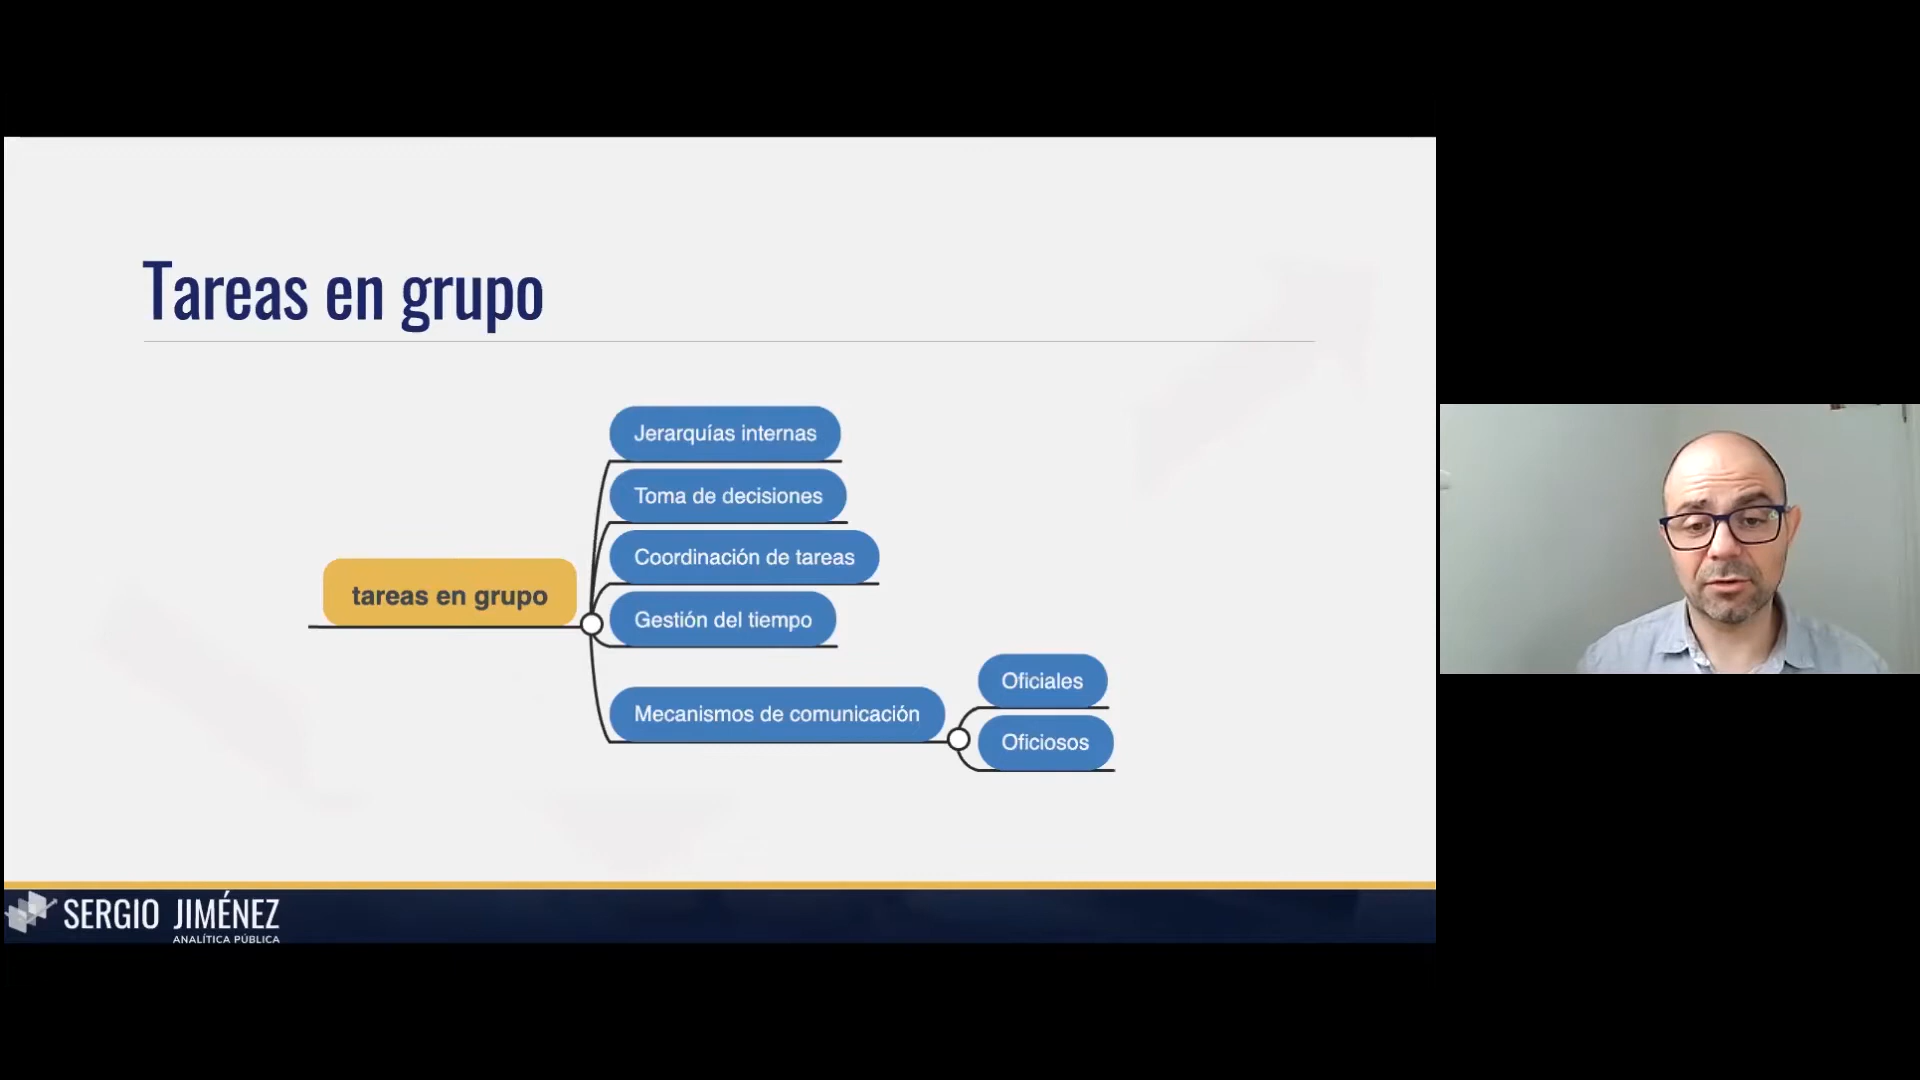 Tareas en grupo
tareas en grupo
Jerarquías internas
Toma de decisiones
Coordinación de tareas
Gestión del tiempo
Mecanismos de comunicación
Oficiales
Oficiosos
SERGIO JIMÉNEZ
ANALÍTICA PÚBLICA